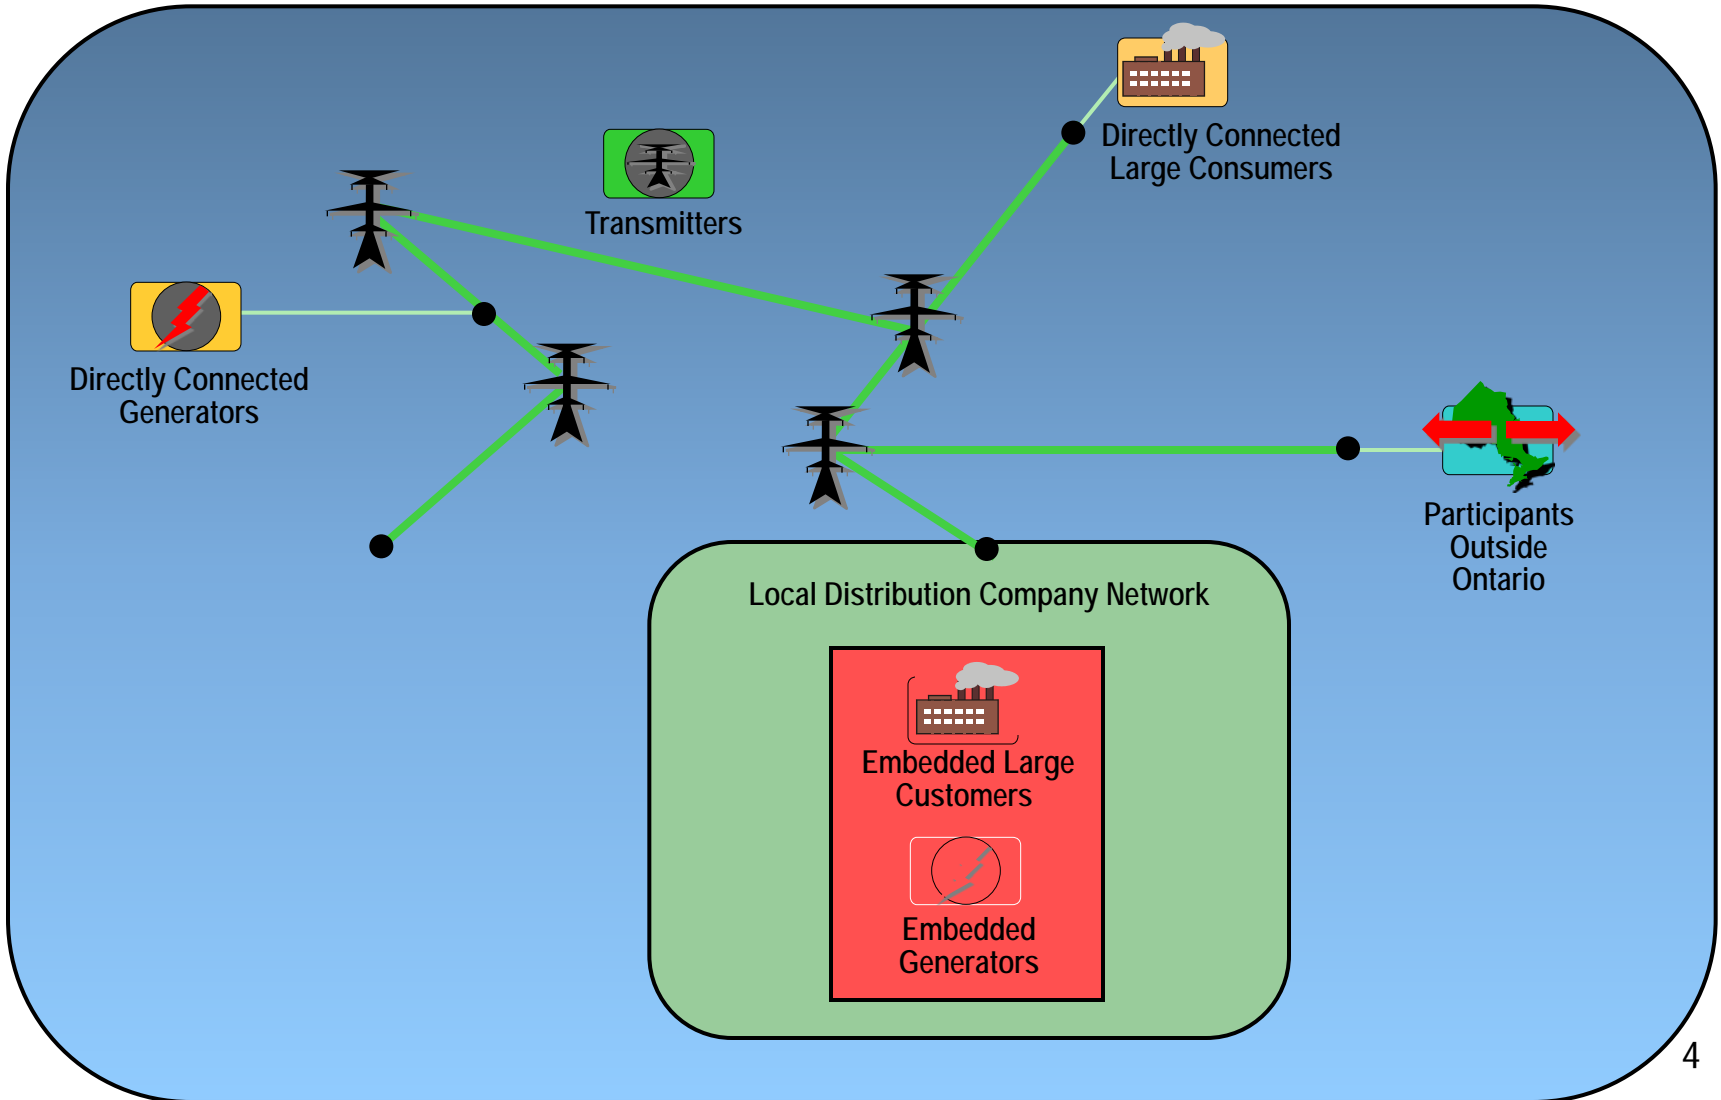 Directly Connected
Large Consumers
Transmitters
Directly Connected
Generators
Participants
Outside
Ontario
Local Distribution Company Network
Embedded Large
Customers
Embedded
Generators
4